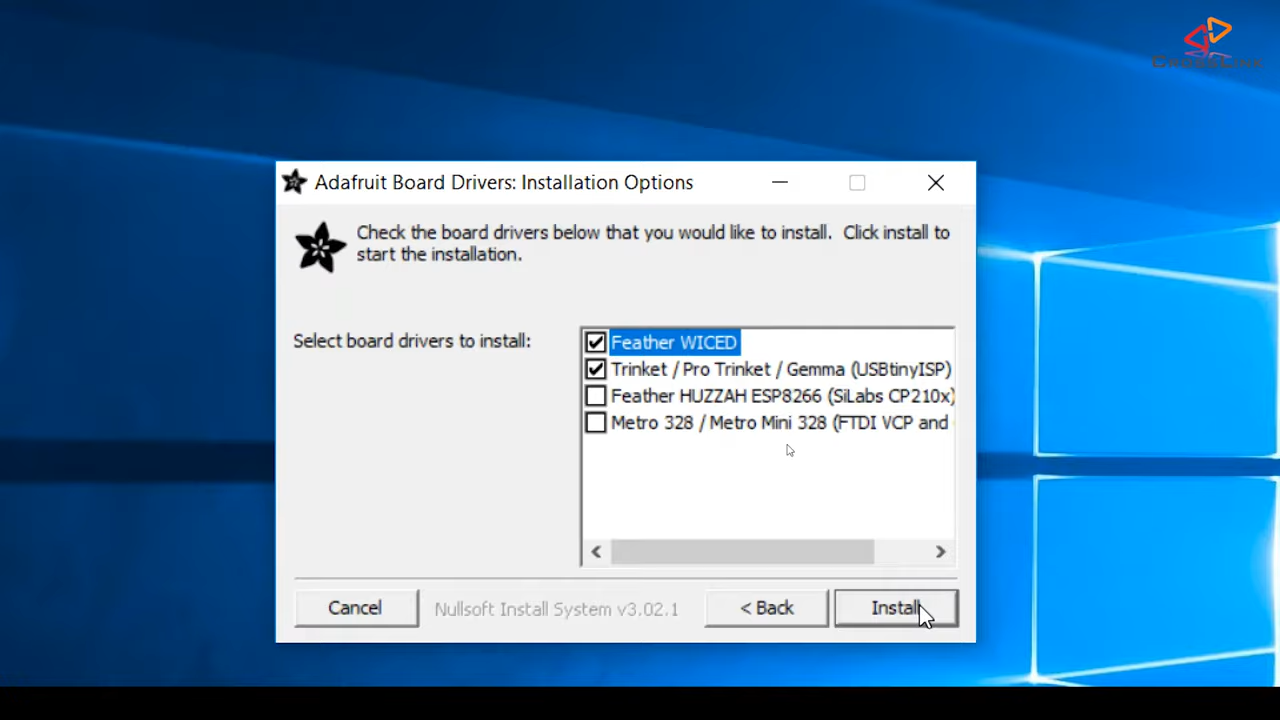 CROSSLINK
Adafruit Board Drivers: Installation Options
Check the board drivers below that you would like to install. Click install to
start the installation.
Select board drivers to install:
Feather WICED
Trinket / Pro Trinket / Gemma (USBtinyISP)
Feather HUZZAH ESP8266 (SiLabs CP210x)
Metro 328 / Metro Mini 328 (FTDI VCP and
Cancel
Nullsoft Install System v3.02.1
< Back
Install